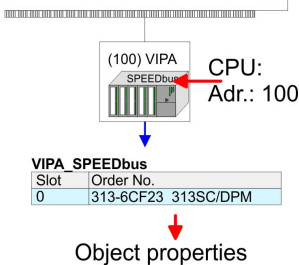 (100) VIPA
SPEEDbus
CPU:
Adr.: 100
VIPA_SPEEDbus
Slot Order No.
0 313-6CF23 313SC/DPM
Object properties